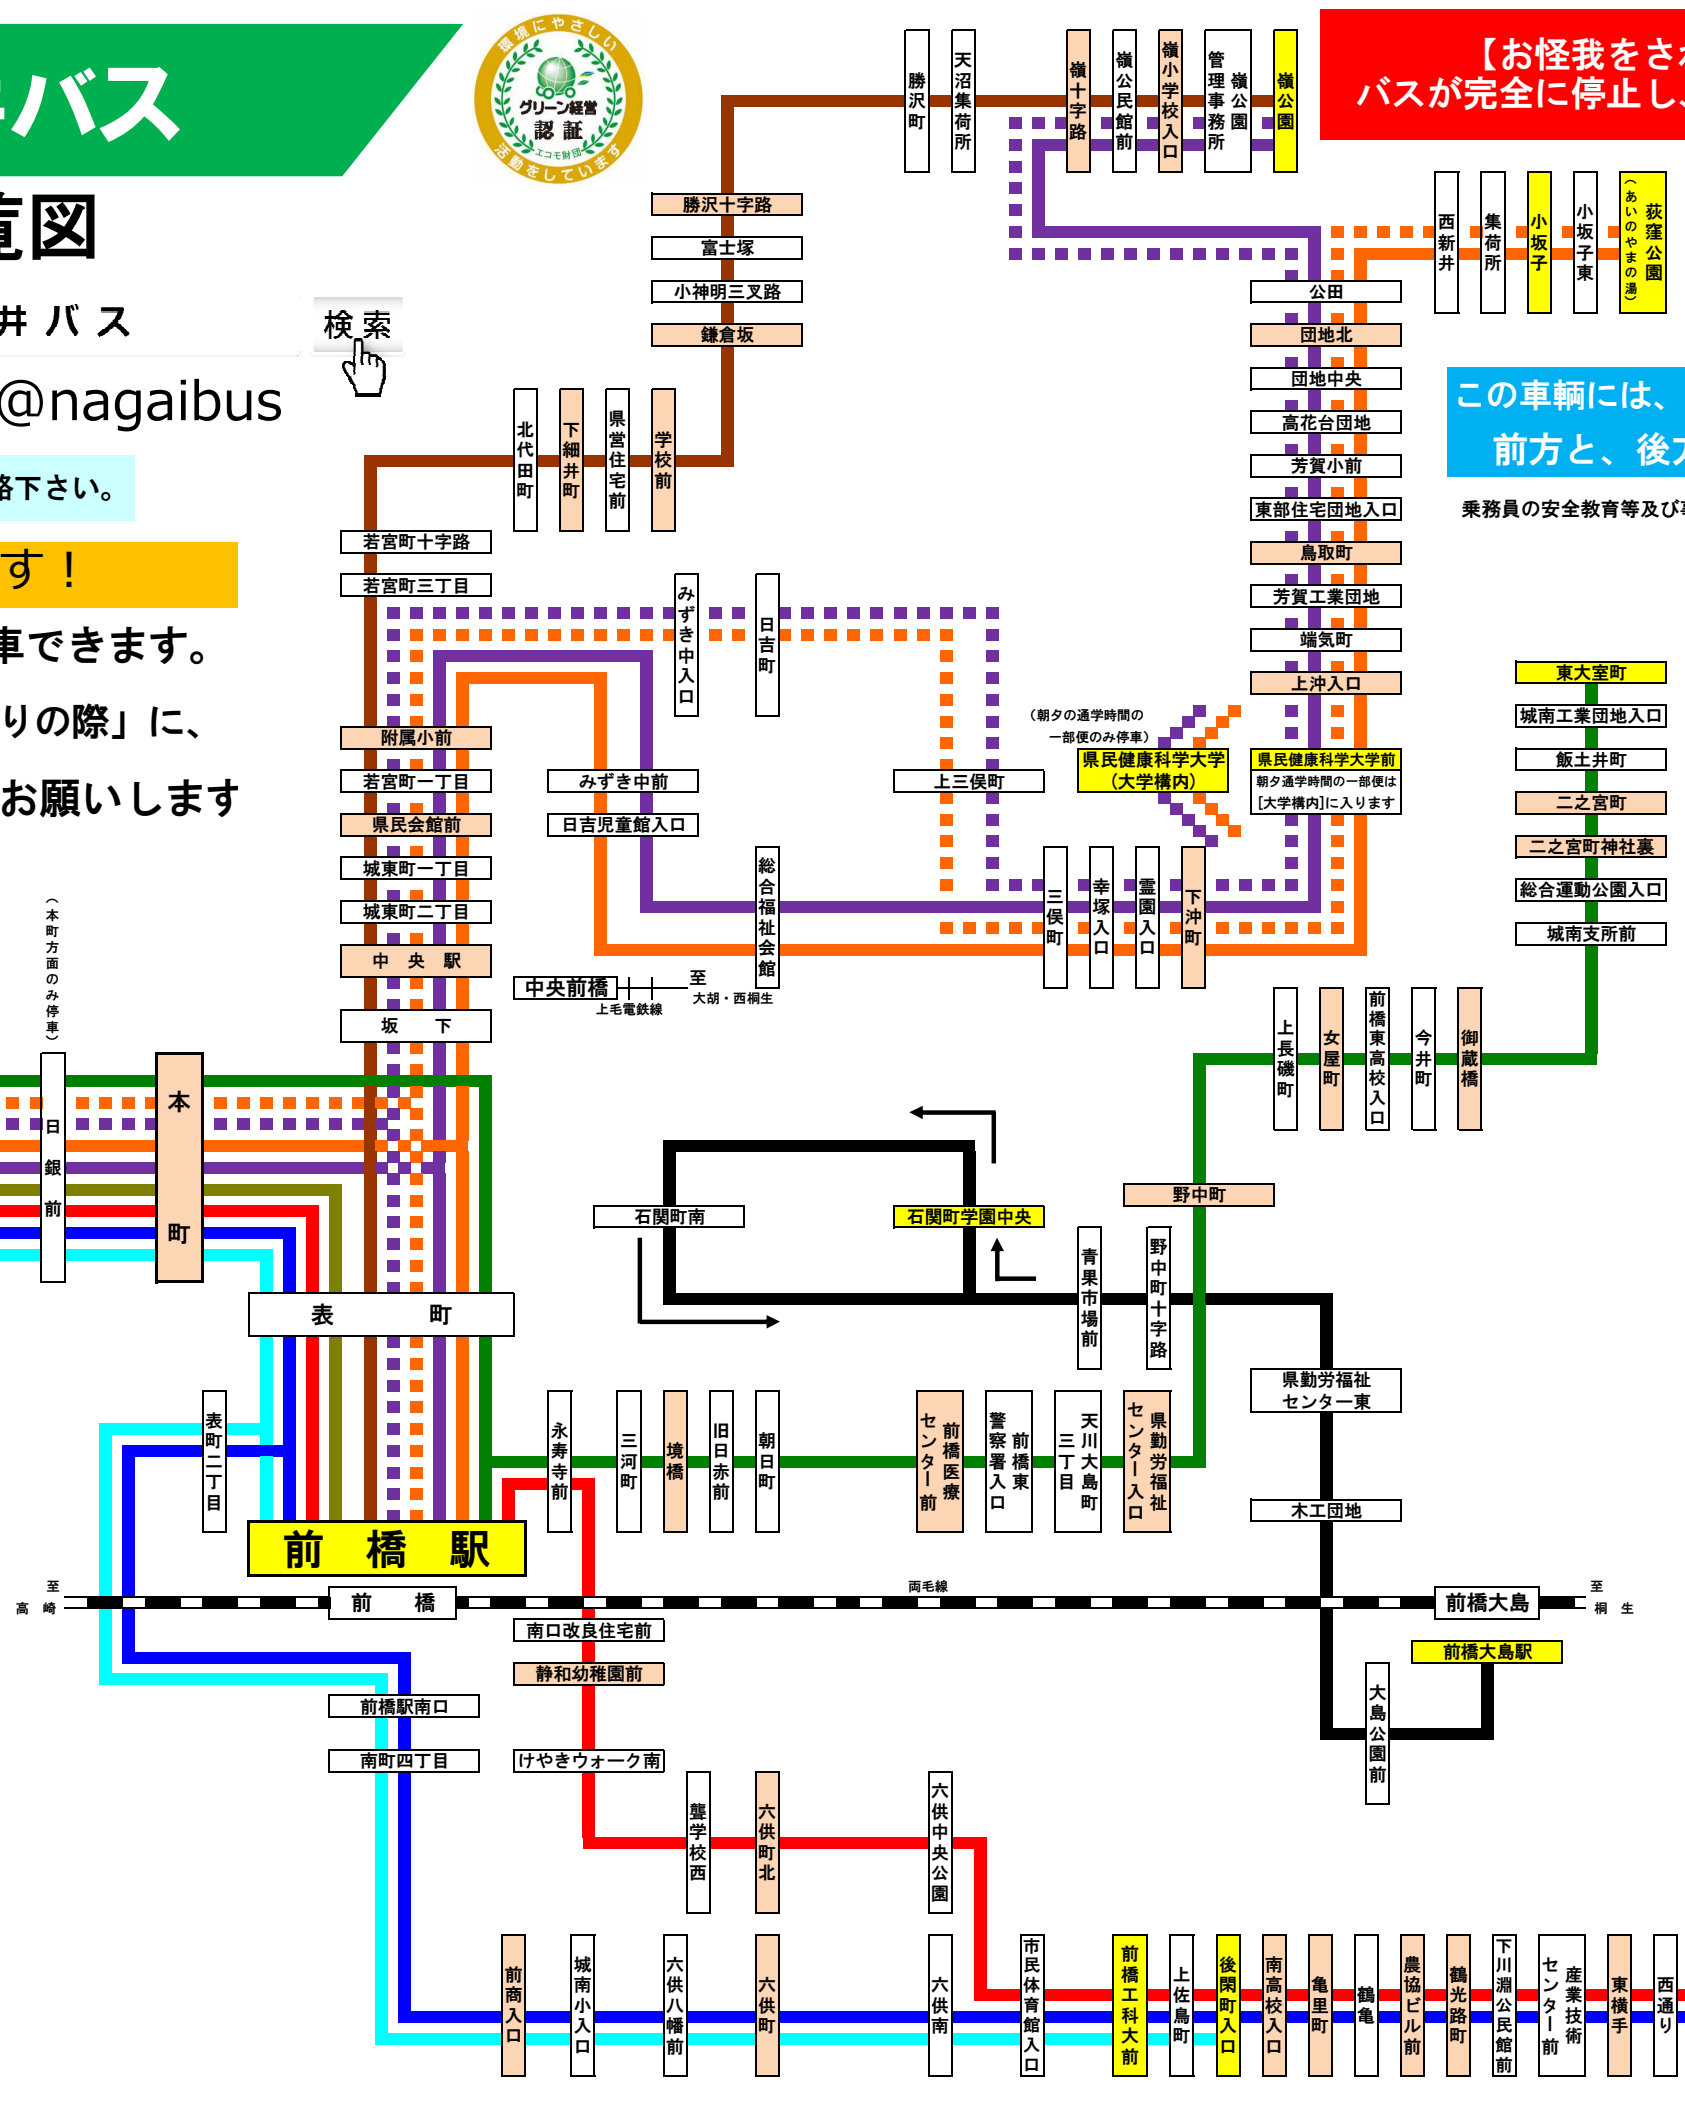 バス
環境にやさしい
グリーン経営
認証
エコモ財団
活動をしています
覧図
井バス
検索
@nagaibus
絡下さい。
す！
車できます。
りの際」に、
お願いします
【お怪我をされ
バスが完全に停止し、
この車輌には、
前方と、後方
乗務員の安全教育等及び事
勝沢町
天沼集荷所
嶺十字路
嶺公民館前
嶺小学校入口
嶺公園
管理事務所
嶺公園
西新井
集荷所
小坂子
小坂子東
荻窪公園
（あいのやまの湯）
勝沢十字路
富士塚
小神明三叉路
鎌倉坂
北代田町
下細井町
県営住宅前
学校前
若宮町十字路
若宮町三丁目
附属小前
若宮町一丁目
県民会館前
城東町一丁目
城東町二丁目
中央駅
坂下
みずき中入口
日吉町
みずき中前
日吉児童館入口
総合福祉会館
上三俣町
三俣町
幸塚入口
霊園入口
下沖町
（朝夕の通学時間の
一部便のみ停車）
県民健康科学大学
（大学構内）
公田
団地北
団地中央
高花台団地
芳賀小前
東部住宅団地入口
鳥取町
芳賀工業団地
端気町
上沖入口
県民健康科学大学前
朝夕通学時間の一部便は
[大学構内]に入ります
東大室町
城南工業団地入口
飯土井町
二之宮町
二之宮町神社裏
総合運動公園入口
城南支所前
中央前橋
上毛電鉄線
至
大胡・西桐生
上長磯町
女屋町
前橋東高校入口
今井町
御蔵橋
（本町方面のみ停車）
日銀前
本町
表町
野中町
石関町南
石関町学園中央
青果市場前
野中町十字路
県勤労福祉
センター東
木工団地
表町二丁目
永寿寺前
三河町
境橋
旧日赤前
朝日町
前橋医療
センター前
前橋東
警察署入口
天川大島町
三丁目
県勤労福祉
センター入口
前橋駅
至
高崎
前橋
両毛線
前橋大島
至
桐生
前橋大島駅
大島公園前
南口改良住宅前
静和幼稚園前
けやきウォーク南
前橋駅南口
南町四丁目
聾学校西
六供町北
六供中央公園
前商入口
城南小入口
六供八幡前
六供町
六供南
市民体育館入口
前橋工科大前
上佐鳥町
後閑町入口
南高校入口
亀里町
鶴亀
農協ビル前
鶴光路町
下川淵公民館前
産業技術
センター前
東横手
西通り